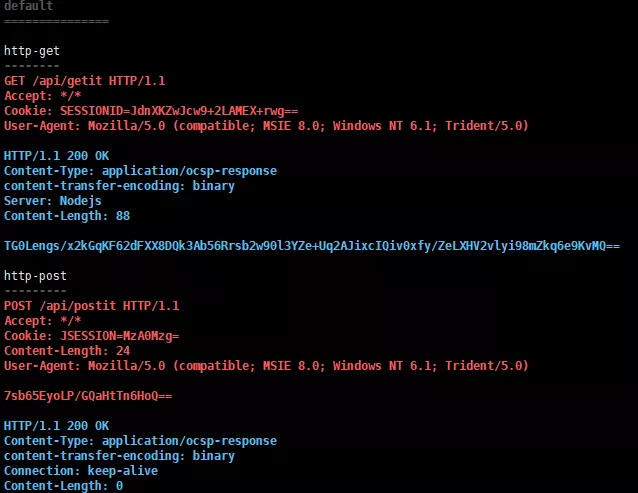 default
===============
http-get
--------
GET /api/getit HTTP/1.1
Accept: */*
Cookie: SESSIONID=JdnXKZwJcw9+2LAMEX+rwg==
User-Agent: Mozilla/5.0 (compatible; MSIE 8.0; Windows NT 6.1; Trident/5.0)
HTTP/1.1 200 OK
Content-Type: application/ocsp-response
content-transfer-encoding: binary
Server: Nodejs
Content-Length: 88
TG0Lengs/x2kGqKF62dFXX8DQk3Ab56Rrsb2w90l3YZe+Uq2AJixcIQiv0xfy/ZeLXHV2vlyi98mZkq6e9KvMQ==
http-post
---------
POST /api/postit HTTP/1.1
Accept: */*
Cookie: JSESSION=MzA0Mzg=
Content-Length: 24
User-Agent: Mozilla/5.0 (compatible; MSIE 8.0; Windows NT 6.1; Trident/5.0)
7sb65EyoLP/GQaHtTn6HoQ==
HTTP/1.1 200 OK
Content-Type: application/ocsp-response
content-transfer-encoding: binary
Connection: keep-alive
Content-Length: 0